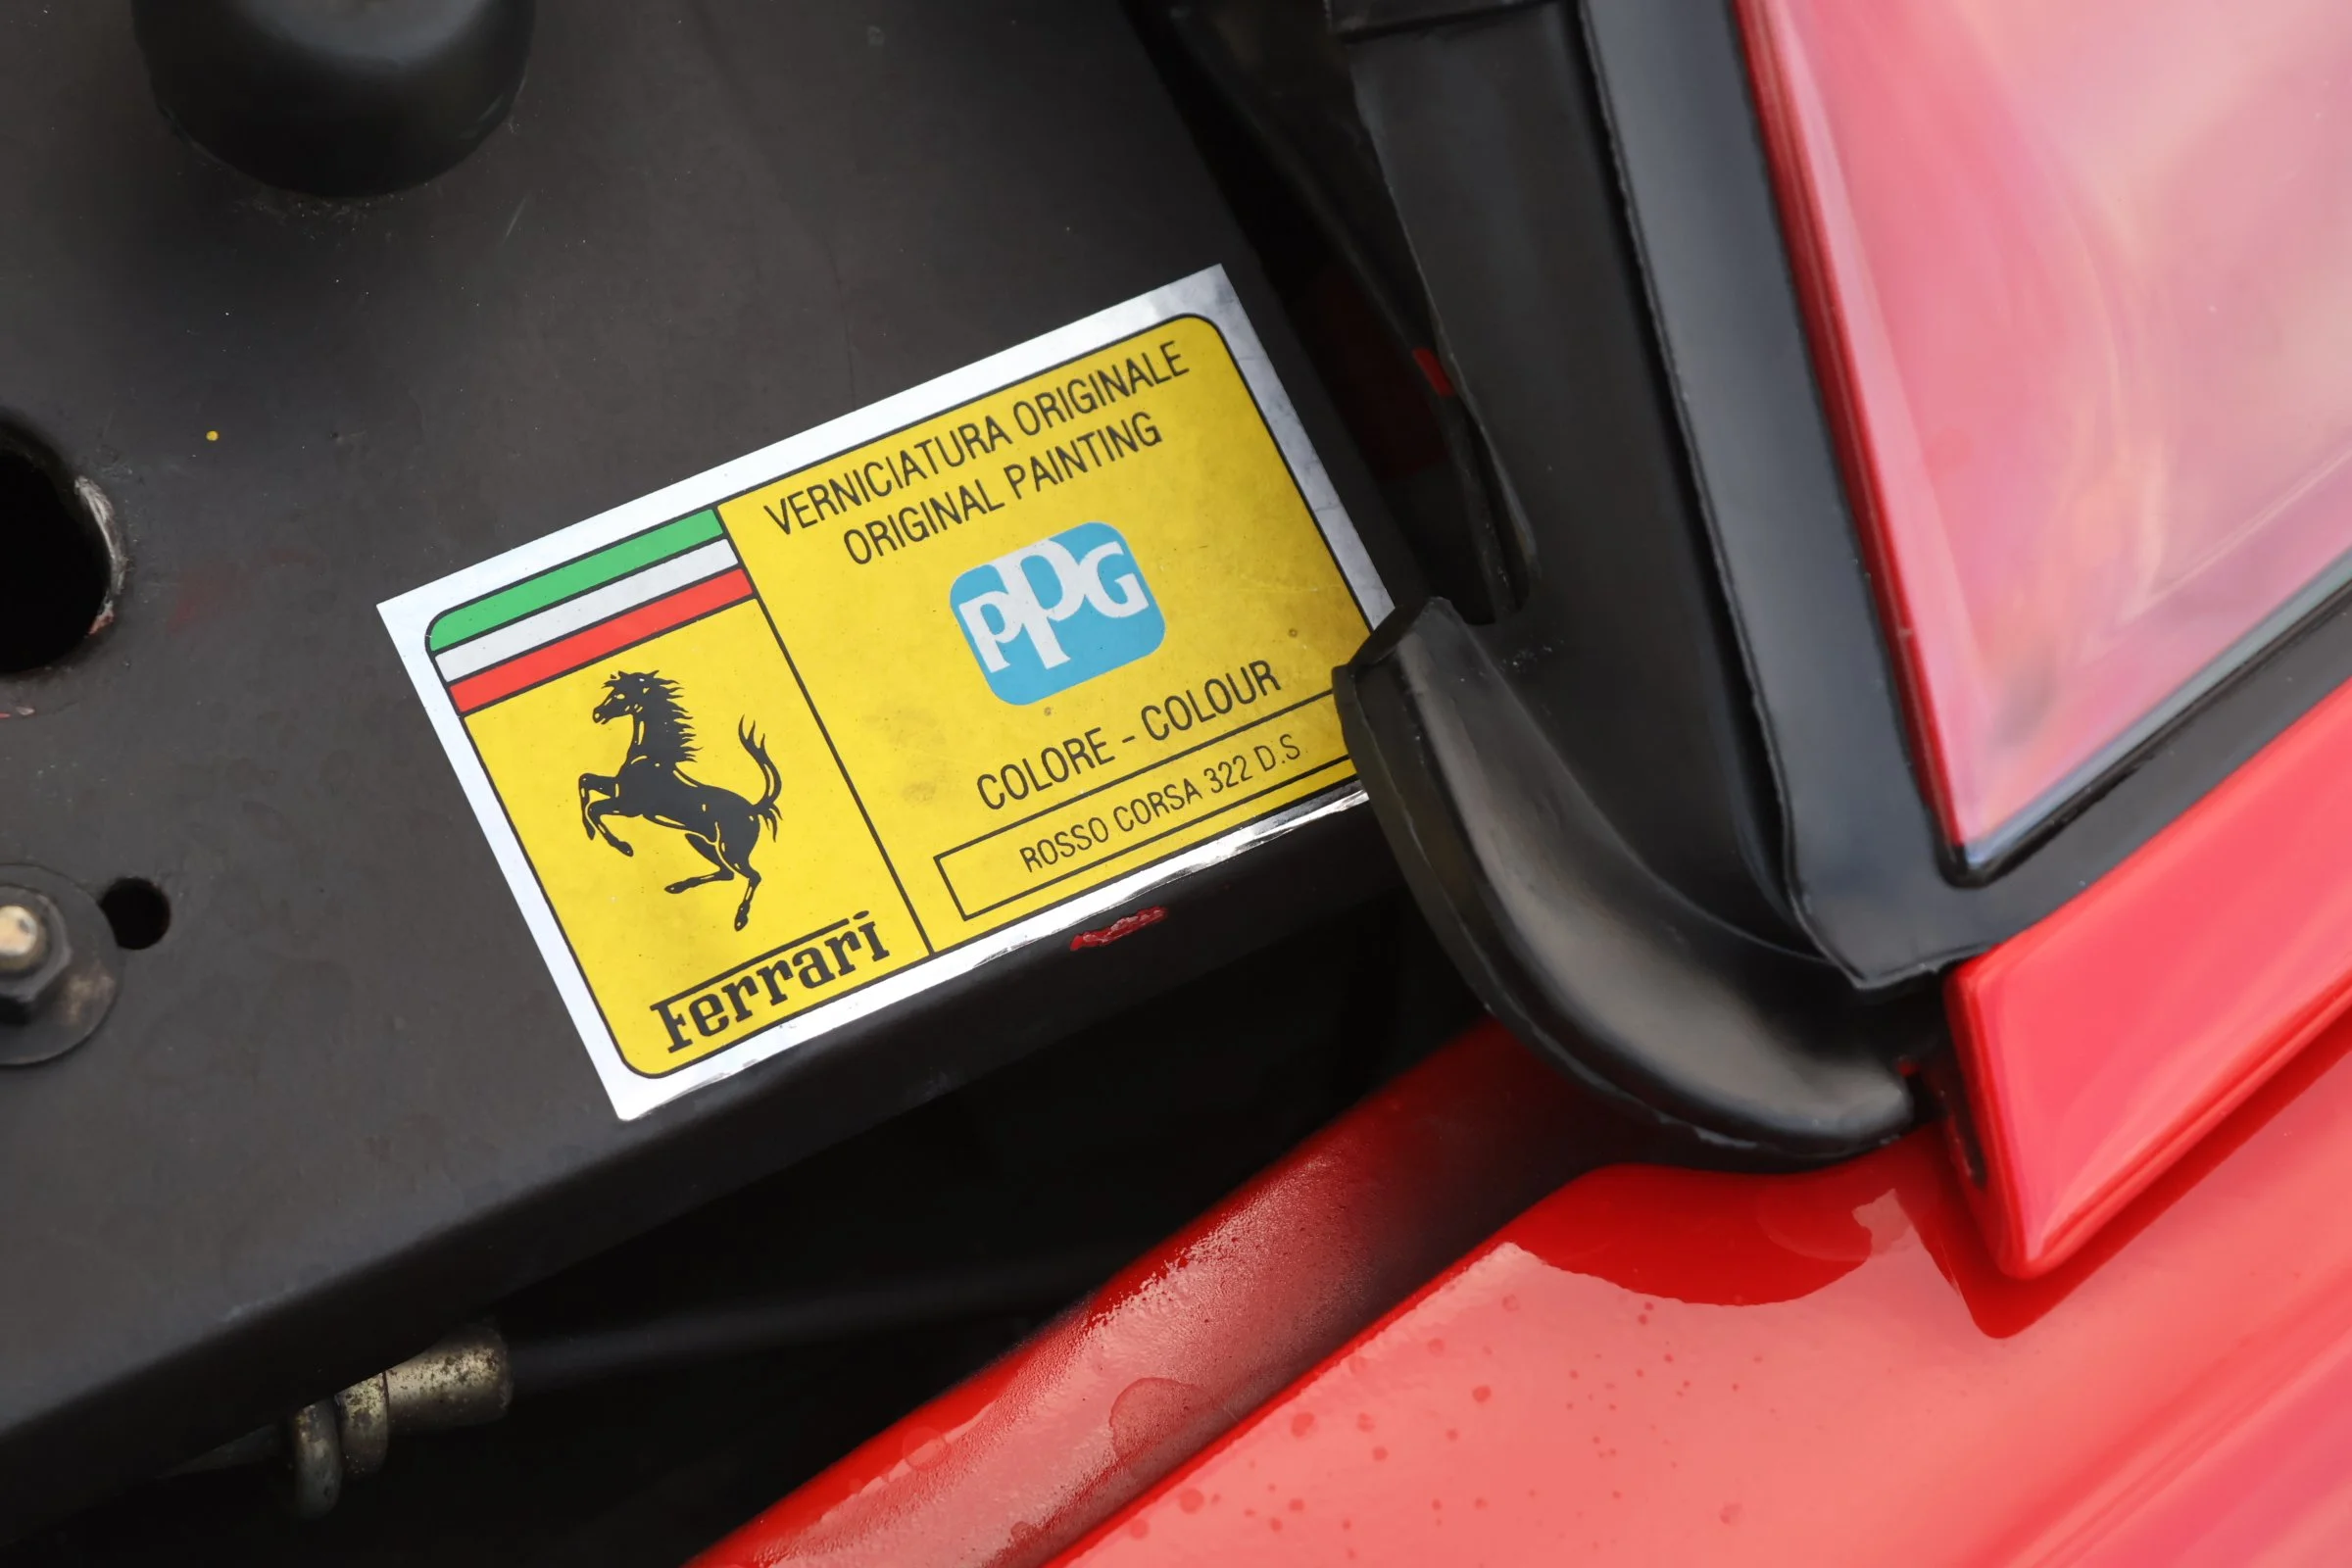 VERNICIATURA ORIGINALE
ORIGINAL PAINTING
PPG
COLORE - COLOUR
ROSSO CORSA 322 D.S.
Ferrari